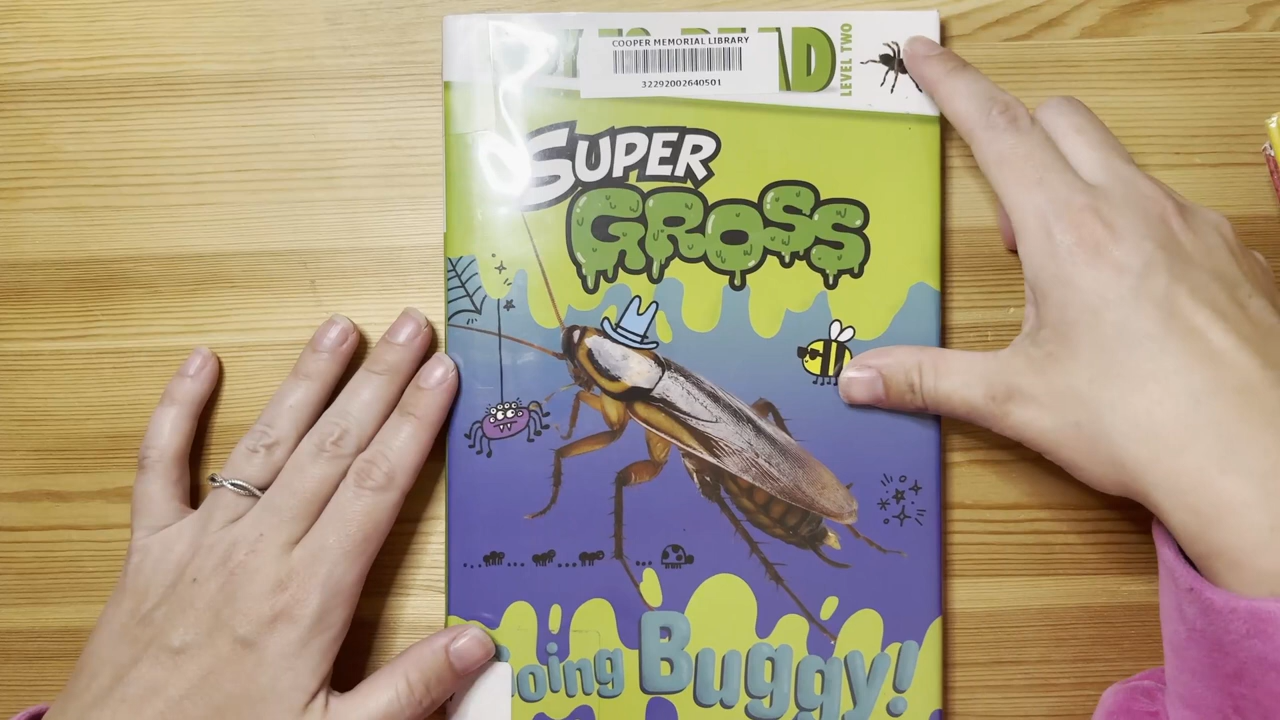 COOPER MEMORIAL LIBRARY
32292002640501
LEVEL TWO
SUPER
GROSS
Buggy!